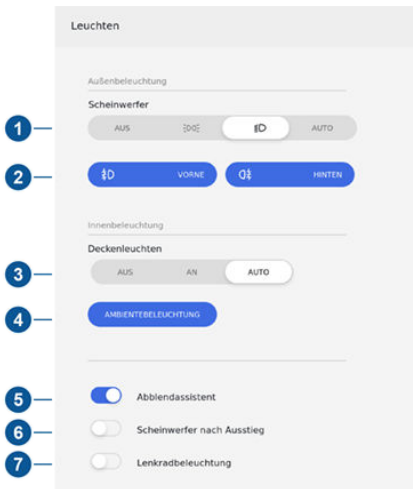 Leuchten
Außenbeleuchtung
Scheinwerfer
1 AUS AUTO
2 VORNE HINTEN
Innenbeleuchtung
Deckenleuchten
3 AUS AN AUTO
4 AMBIENTEBELEUCHTUNG
5 Abblendassistent
6 Scheinwerfer nach Ausstieg
7 Lenkradbeleuchtung